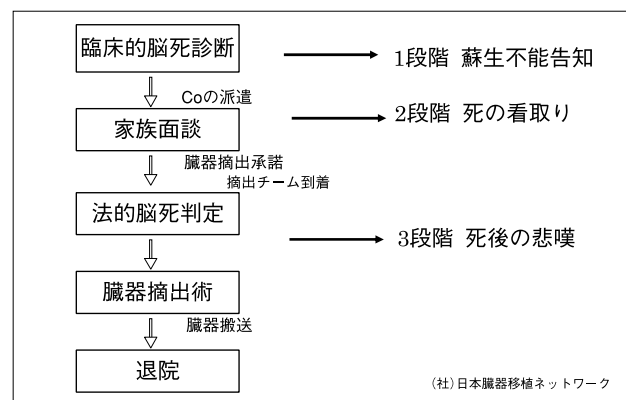 臨床的脳死診断
1段階 蘇生不能告知
Coの派遣
家族面談
2段階 死の看取り
臓器摘出承諾
摘出チーム到着
法的脳死判定
3段階 死後の悲嘆
臓器摘出術
臓器搬送
退院
(社)日本臓器移植ネットワーク